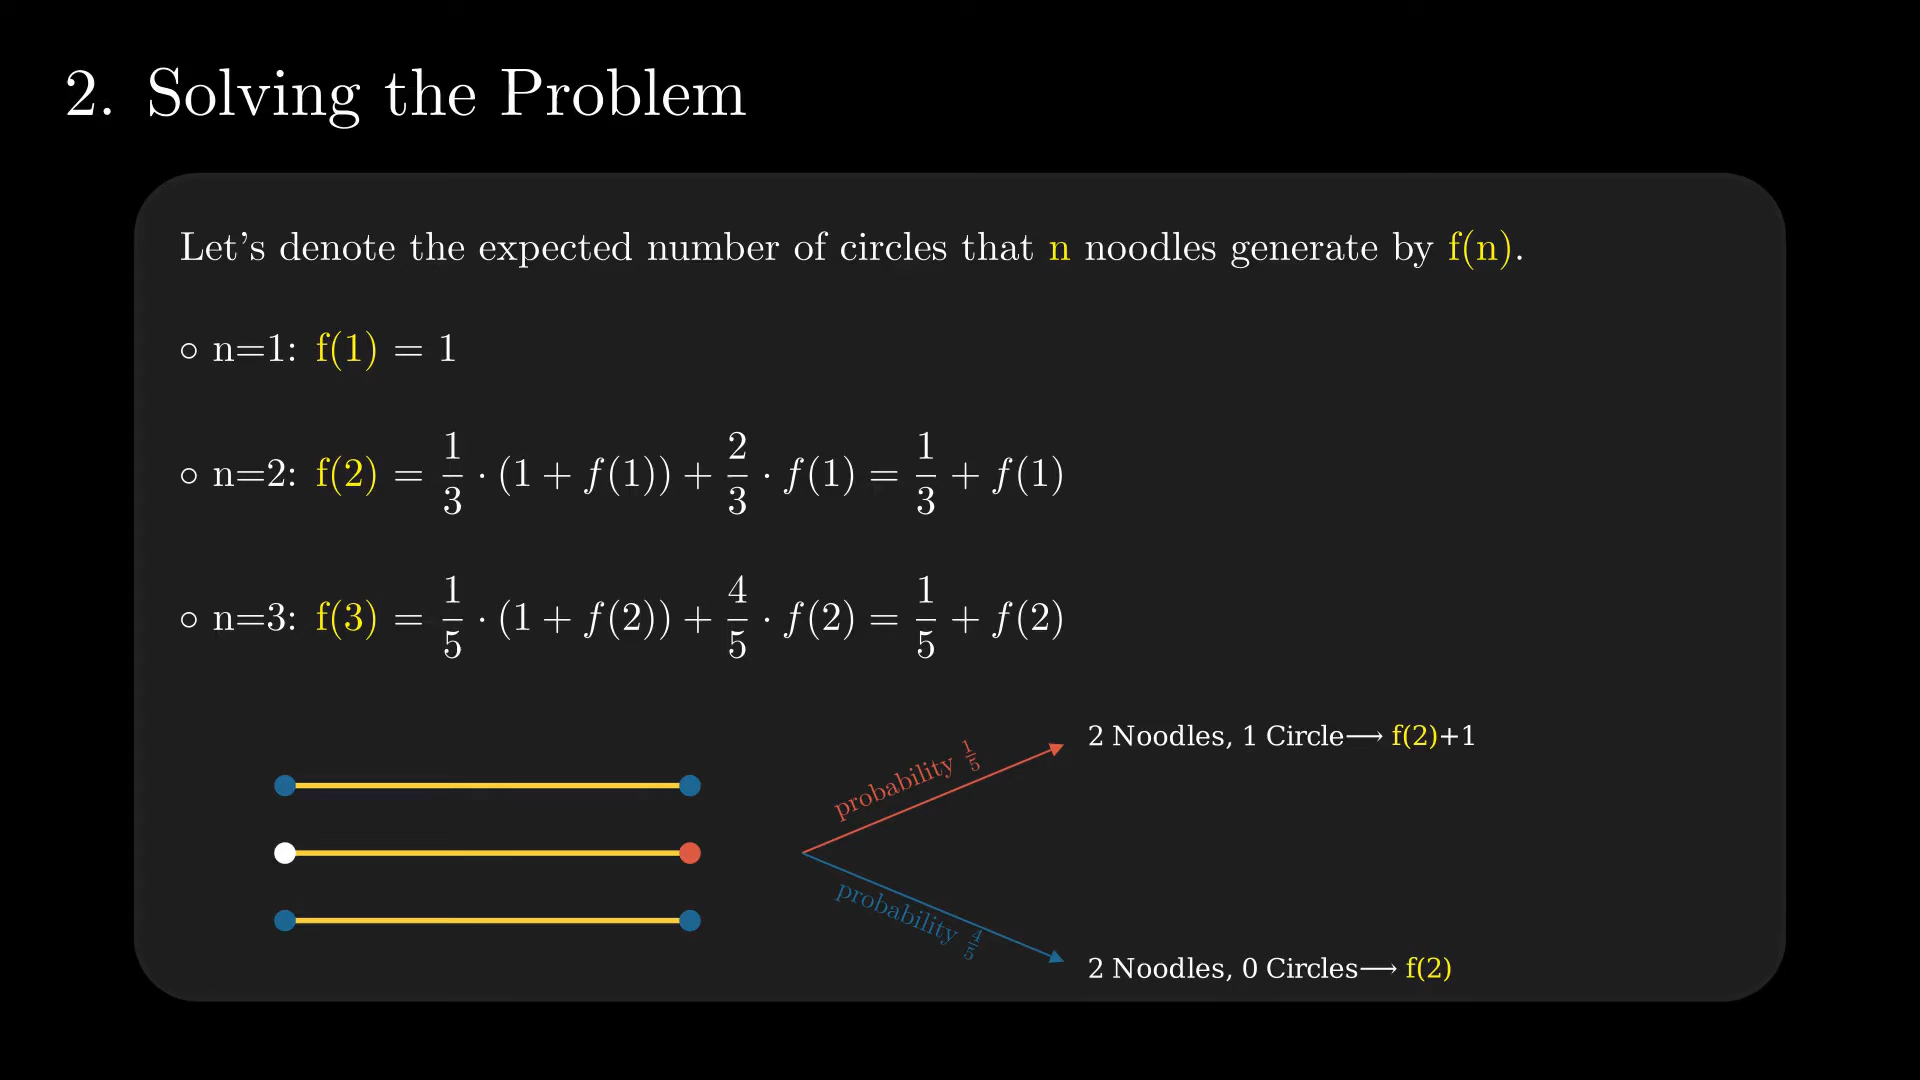 2. Solving the Problem
Let's denote the expected number of circles that n noodles generate by f(n).
○ n=1: f(1) = 1
○ n=2: f(2) = 1/3 · (1 + f(1)) + 2/3 · f(1) = 1/3 + f(1)
○ n=3: f(3) = 1/5 · (1 + f(2)) + 4/5 · f(2) = 1/5 + f(2)
2 Noodles, 1 Circle⟶ f(2)+1
probability 1/5
probability 4/5
2 Noodles, 0 Circles⟶ f(2)